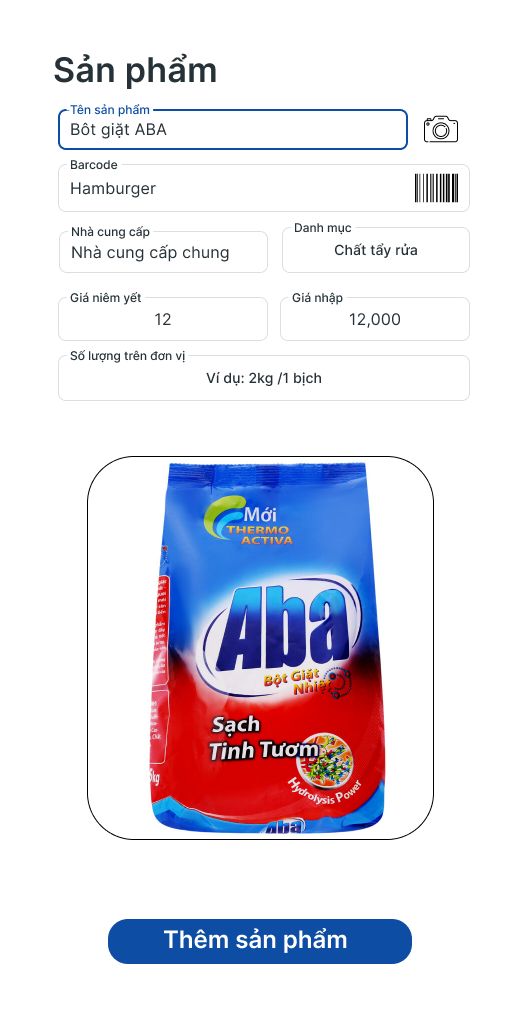 Sản phẩm
Tên sản phẩm
Bôt giặt ABA
Barcode
Hamburger
Nhà cung cấp
Nhà cung cấp chung
Danh mục
Chất tẩy rửa
Giá niêm yết
12
Giá nhập
12,000
Số lượng trên đơn vị
Ví dụ: 2kg /1 bịch
Mới
THERMO
ACTIVA
Aba
Bột Giặt
Nhiệt
Sạch
Tinh Tươm
Hydrolysis Power
kg
Aba
Thêm sản phẩm